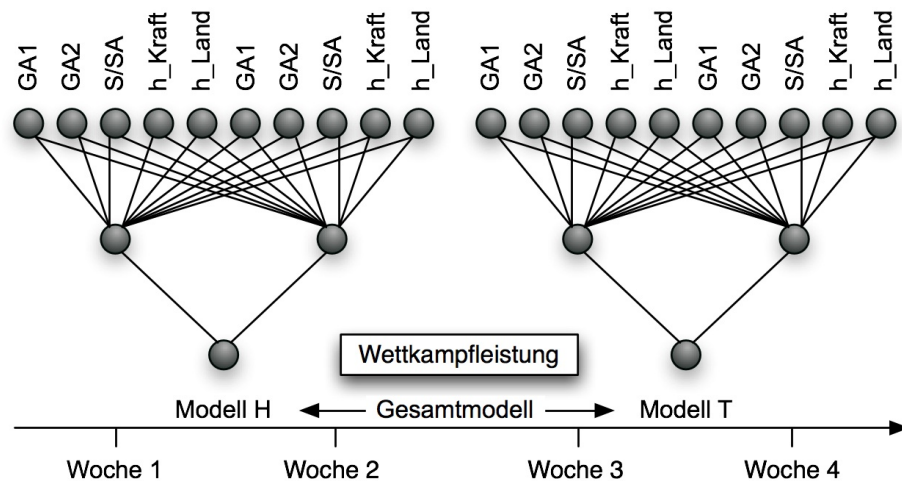 GA1 GA2 S/SA h_Kraft h_Land GA1 GA2 S/SA h_Kraft h_Land GA1 GA2 S/SA h_Kraft h_Land GA1 GA2 S/SA h_Kraft h_Land
Wettkampfleistung
Modell H Gesamtmodell Modell T
Woche 1 Woche 2 Woche 3 Woche 4